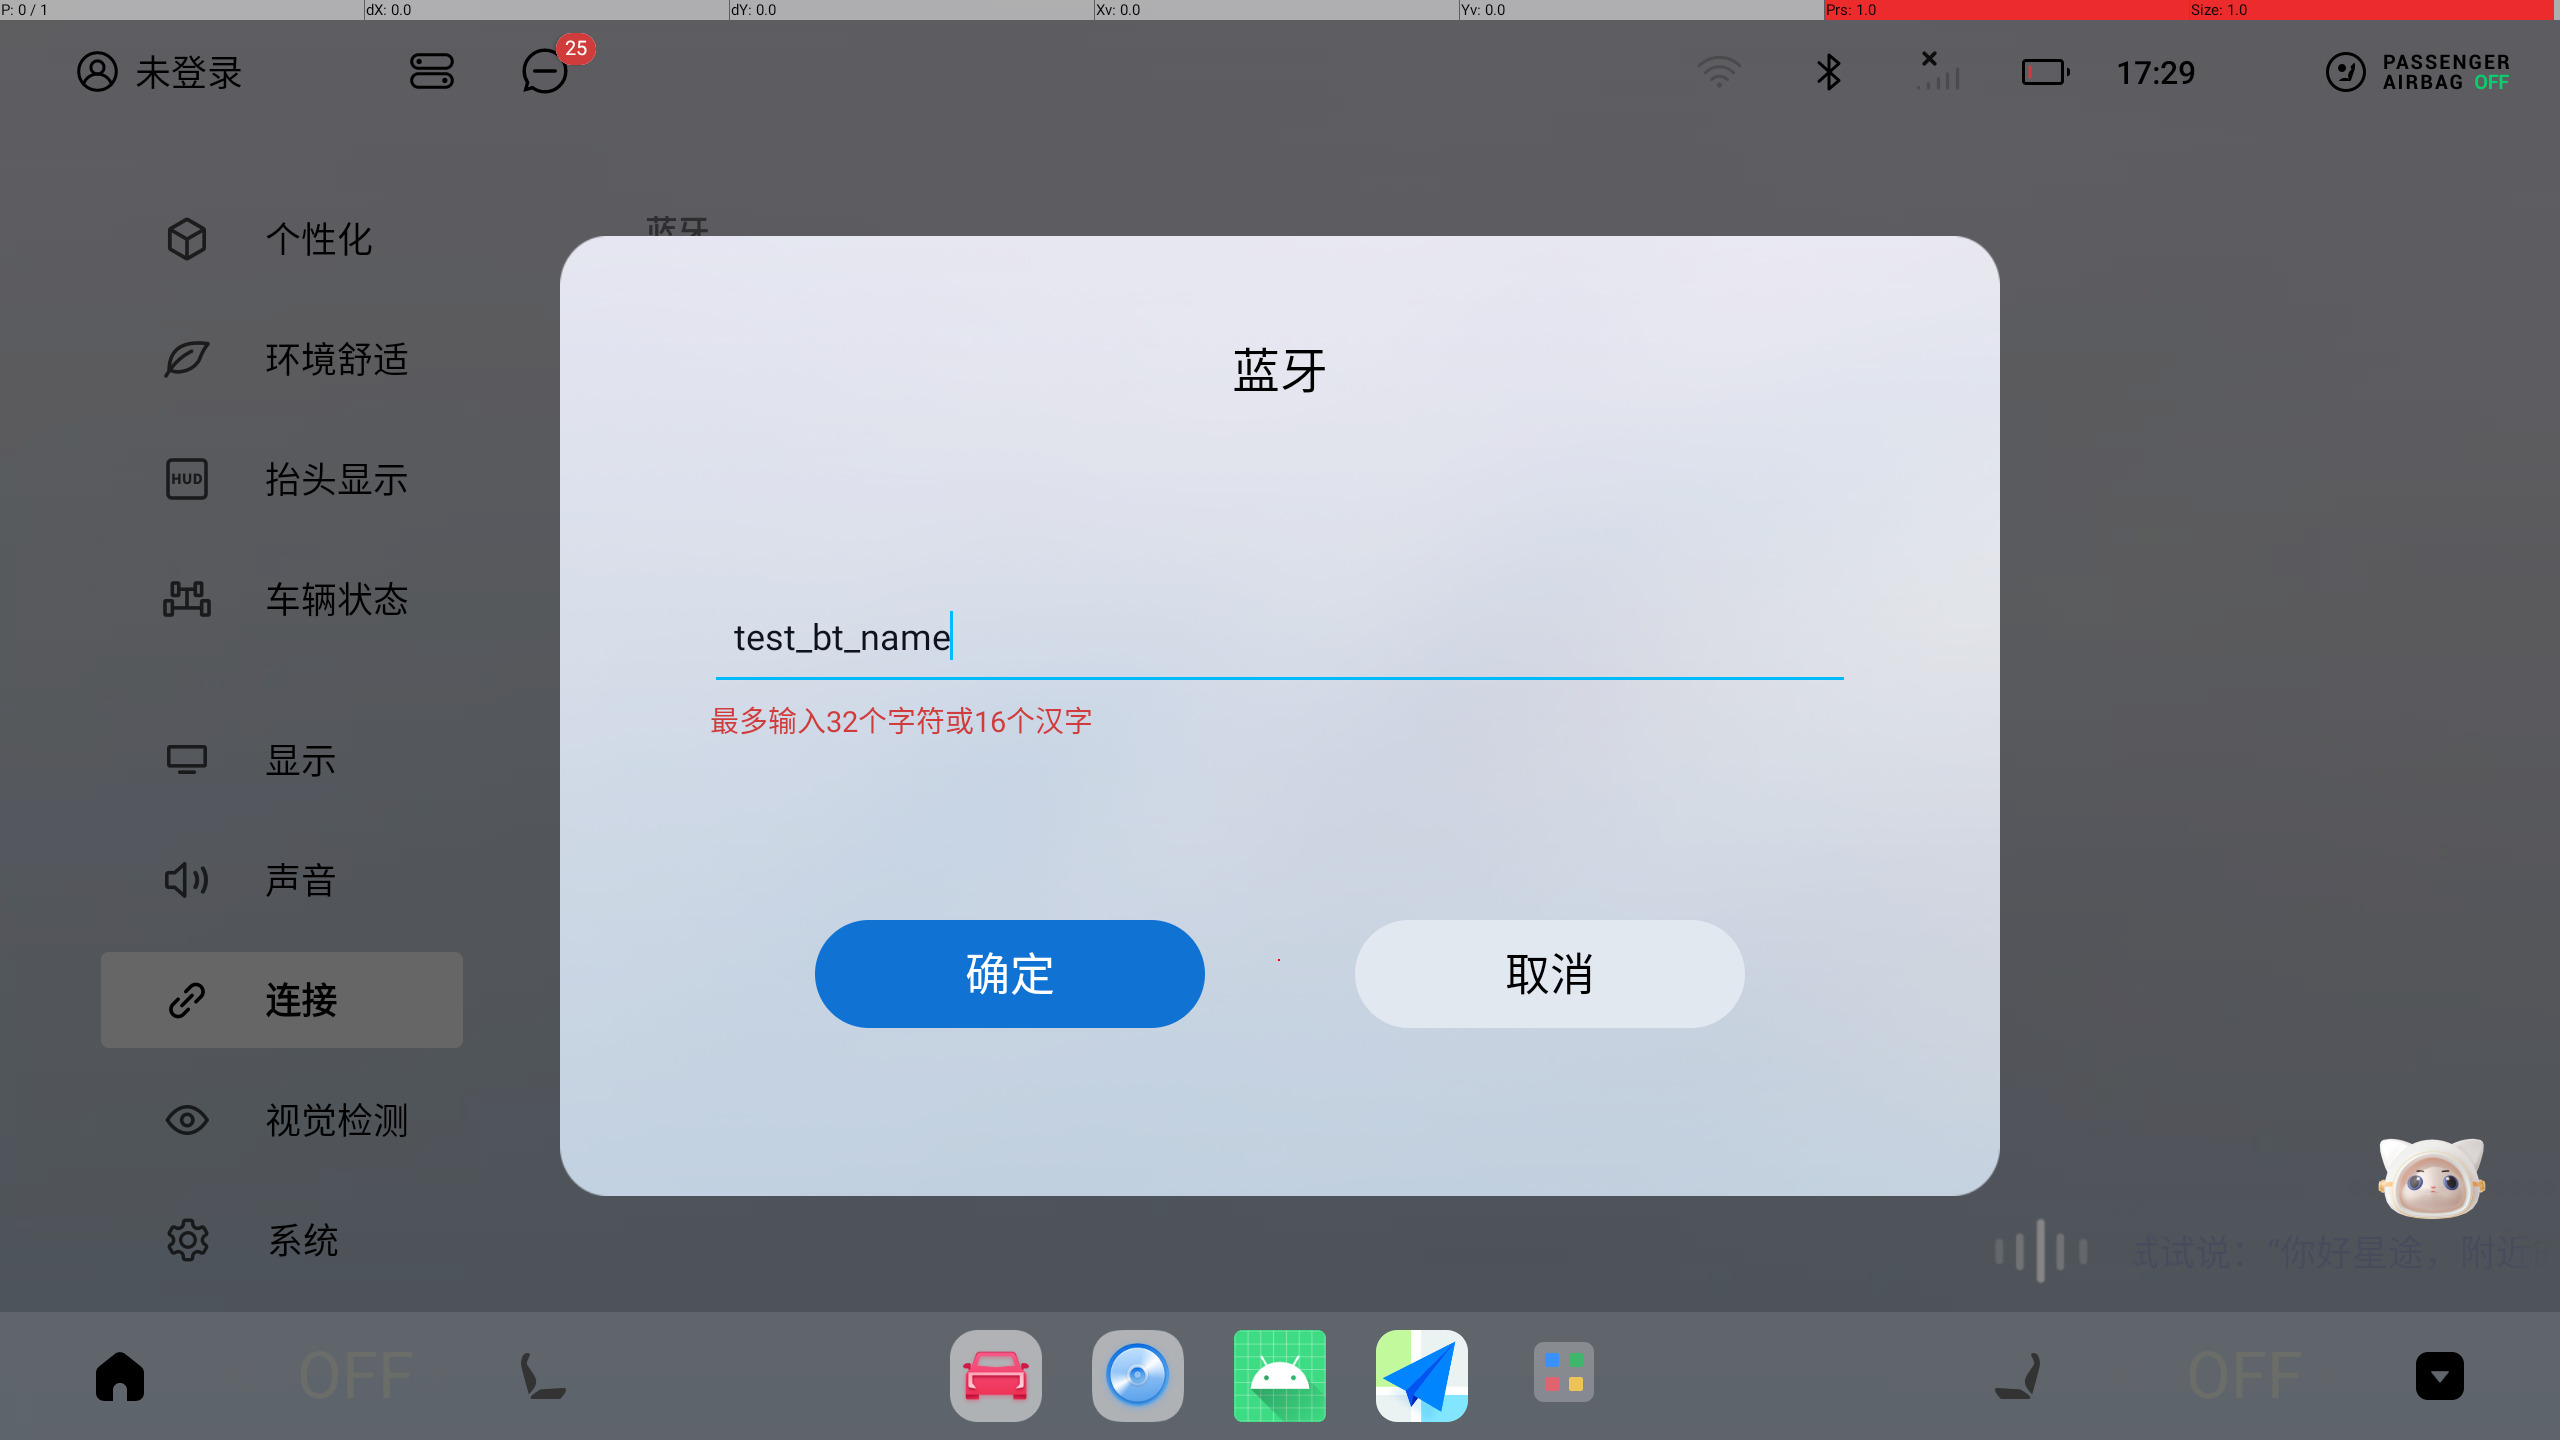 P: 0 / 1 dX: 0.0 dY: 0.0 Xv: 0.0 Yv: 0.0 Prs: 1.0 Size: 1.0
未登录 25 17:29 PASSENGER
AIRBAG OFF
个性化
蓝牙
环境舒适
HUD 抬头显示
车辆状态
显示
声音
连接
视觉检测
系统
蓝牙
test_bt_name
最多输入32个字符或16个汉字
确定 取消
试说："你好星途，附近
OFF OFF